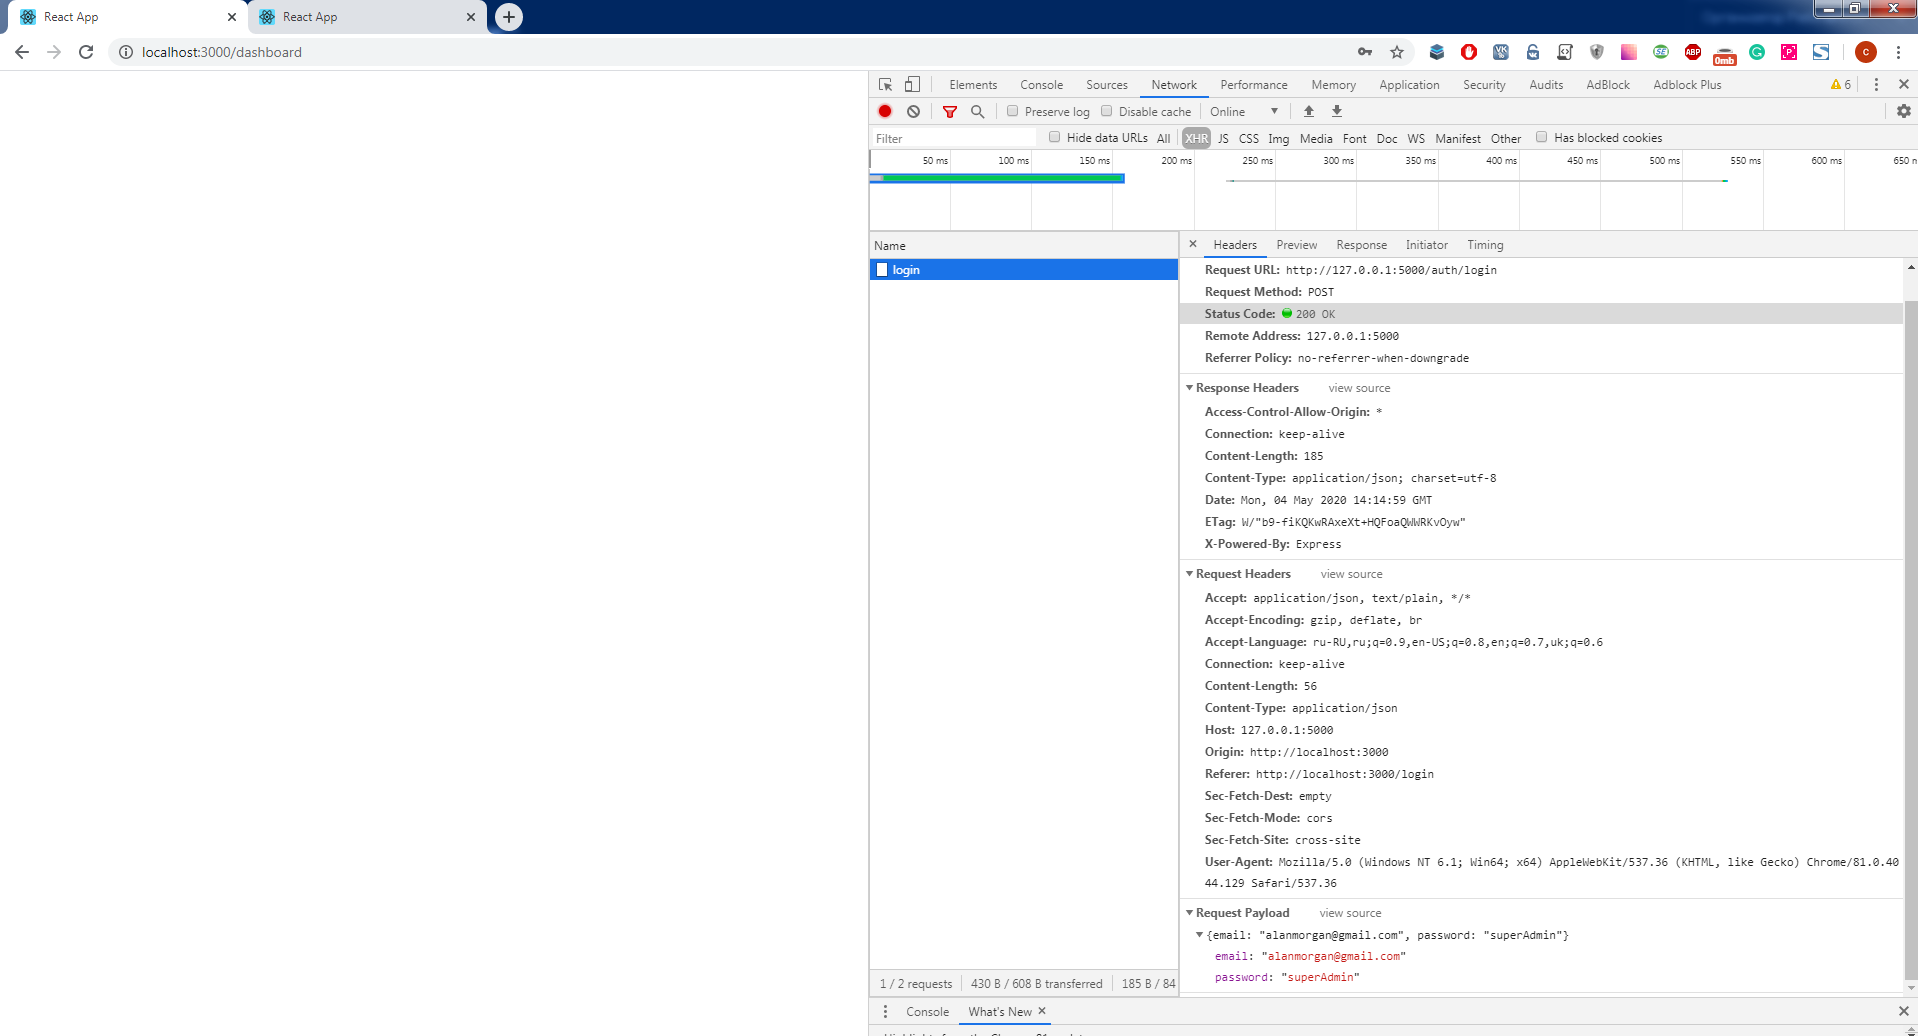 React App
React App
localhost:3000/dashboard
VK
16
SE
ABP
0mb
C
Elements Console Sources Network Performance Memory Application Security Audits AdBlock Adblock Plus 6
Preserve log Disable cache Online
Filter Hide data URLs All XHR JS CSS Img Media Font Doc WS Manifest Other Has blocked cookies
50 ms 100 ms 150 ms 200 ms 250 ms 300 ms 350 ms 400 ms 450 ms 500 ms 550 ms 600 ms 650 n
Name
login
Headers Preview Response Initiator Timing
Request URL: http://127.0.0.1:5000/auth/login
Request Method: POST
Status Code: 200 OK
Remote Address: 127.0.0.1:5000
Referrer Policy: no-referrer-when-downgrade
Response Headers view source
Access-Control-Allow-Origin: *
Connection: keep-alive
Content-Length: 185
Content-Type: application/json; charset=utf-8
Date: Mon, 04 May 2020 14:14:59 GMT
ETag: W/"b9-fiKQKwRAxeXt+HQFoaQWWRKvOyw"
X-Powered-By: Express
Request Headers view source
Accept: application/json, text/plain, */*
Accept-Encoding: gzip, deflate, br
Accept-Language: ru-RU,ru;q=0.9,en-US;q=0.8,en;q=0.7,uk;q=0.6
Connection: keep-alive
Content-Length: 56
Content-Type: application/json
Host: 127.0.0.1:5000
Origin: http://localhost:3000
Referer: http://localhost:3000/login
Sec-Fetch-Dest: empty
Sec-Fetch-Mode: cors
Sec-Fetch-Site: cross-site
User-Agent: Mozilla/5.0 (Windows NT 6.1; Win64; x64) AppleWebKit/537.36 (KHTML, like Gecko) Chrome/81.0.40
44.129 Safari/537.36
Request Payload view source
{email: "alanmorgan@gmail.com", password: "superAdmin"}
email: "alanmorgan@gmail.com"
password: "superAdmin"
1 / 2 requests 430 B / 608 B transferred 185 B / 84
Console What's New